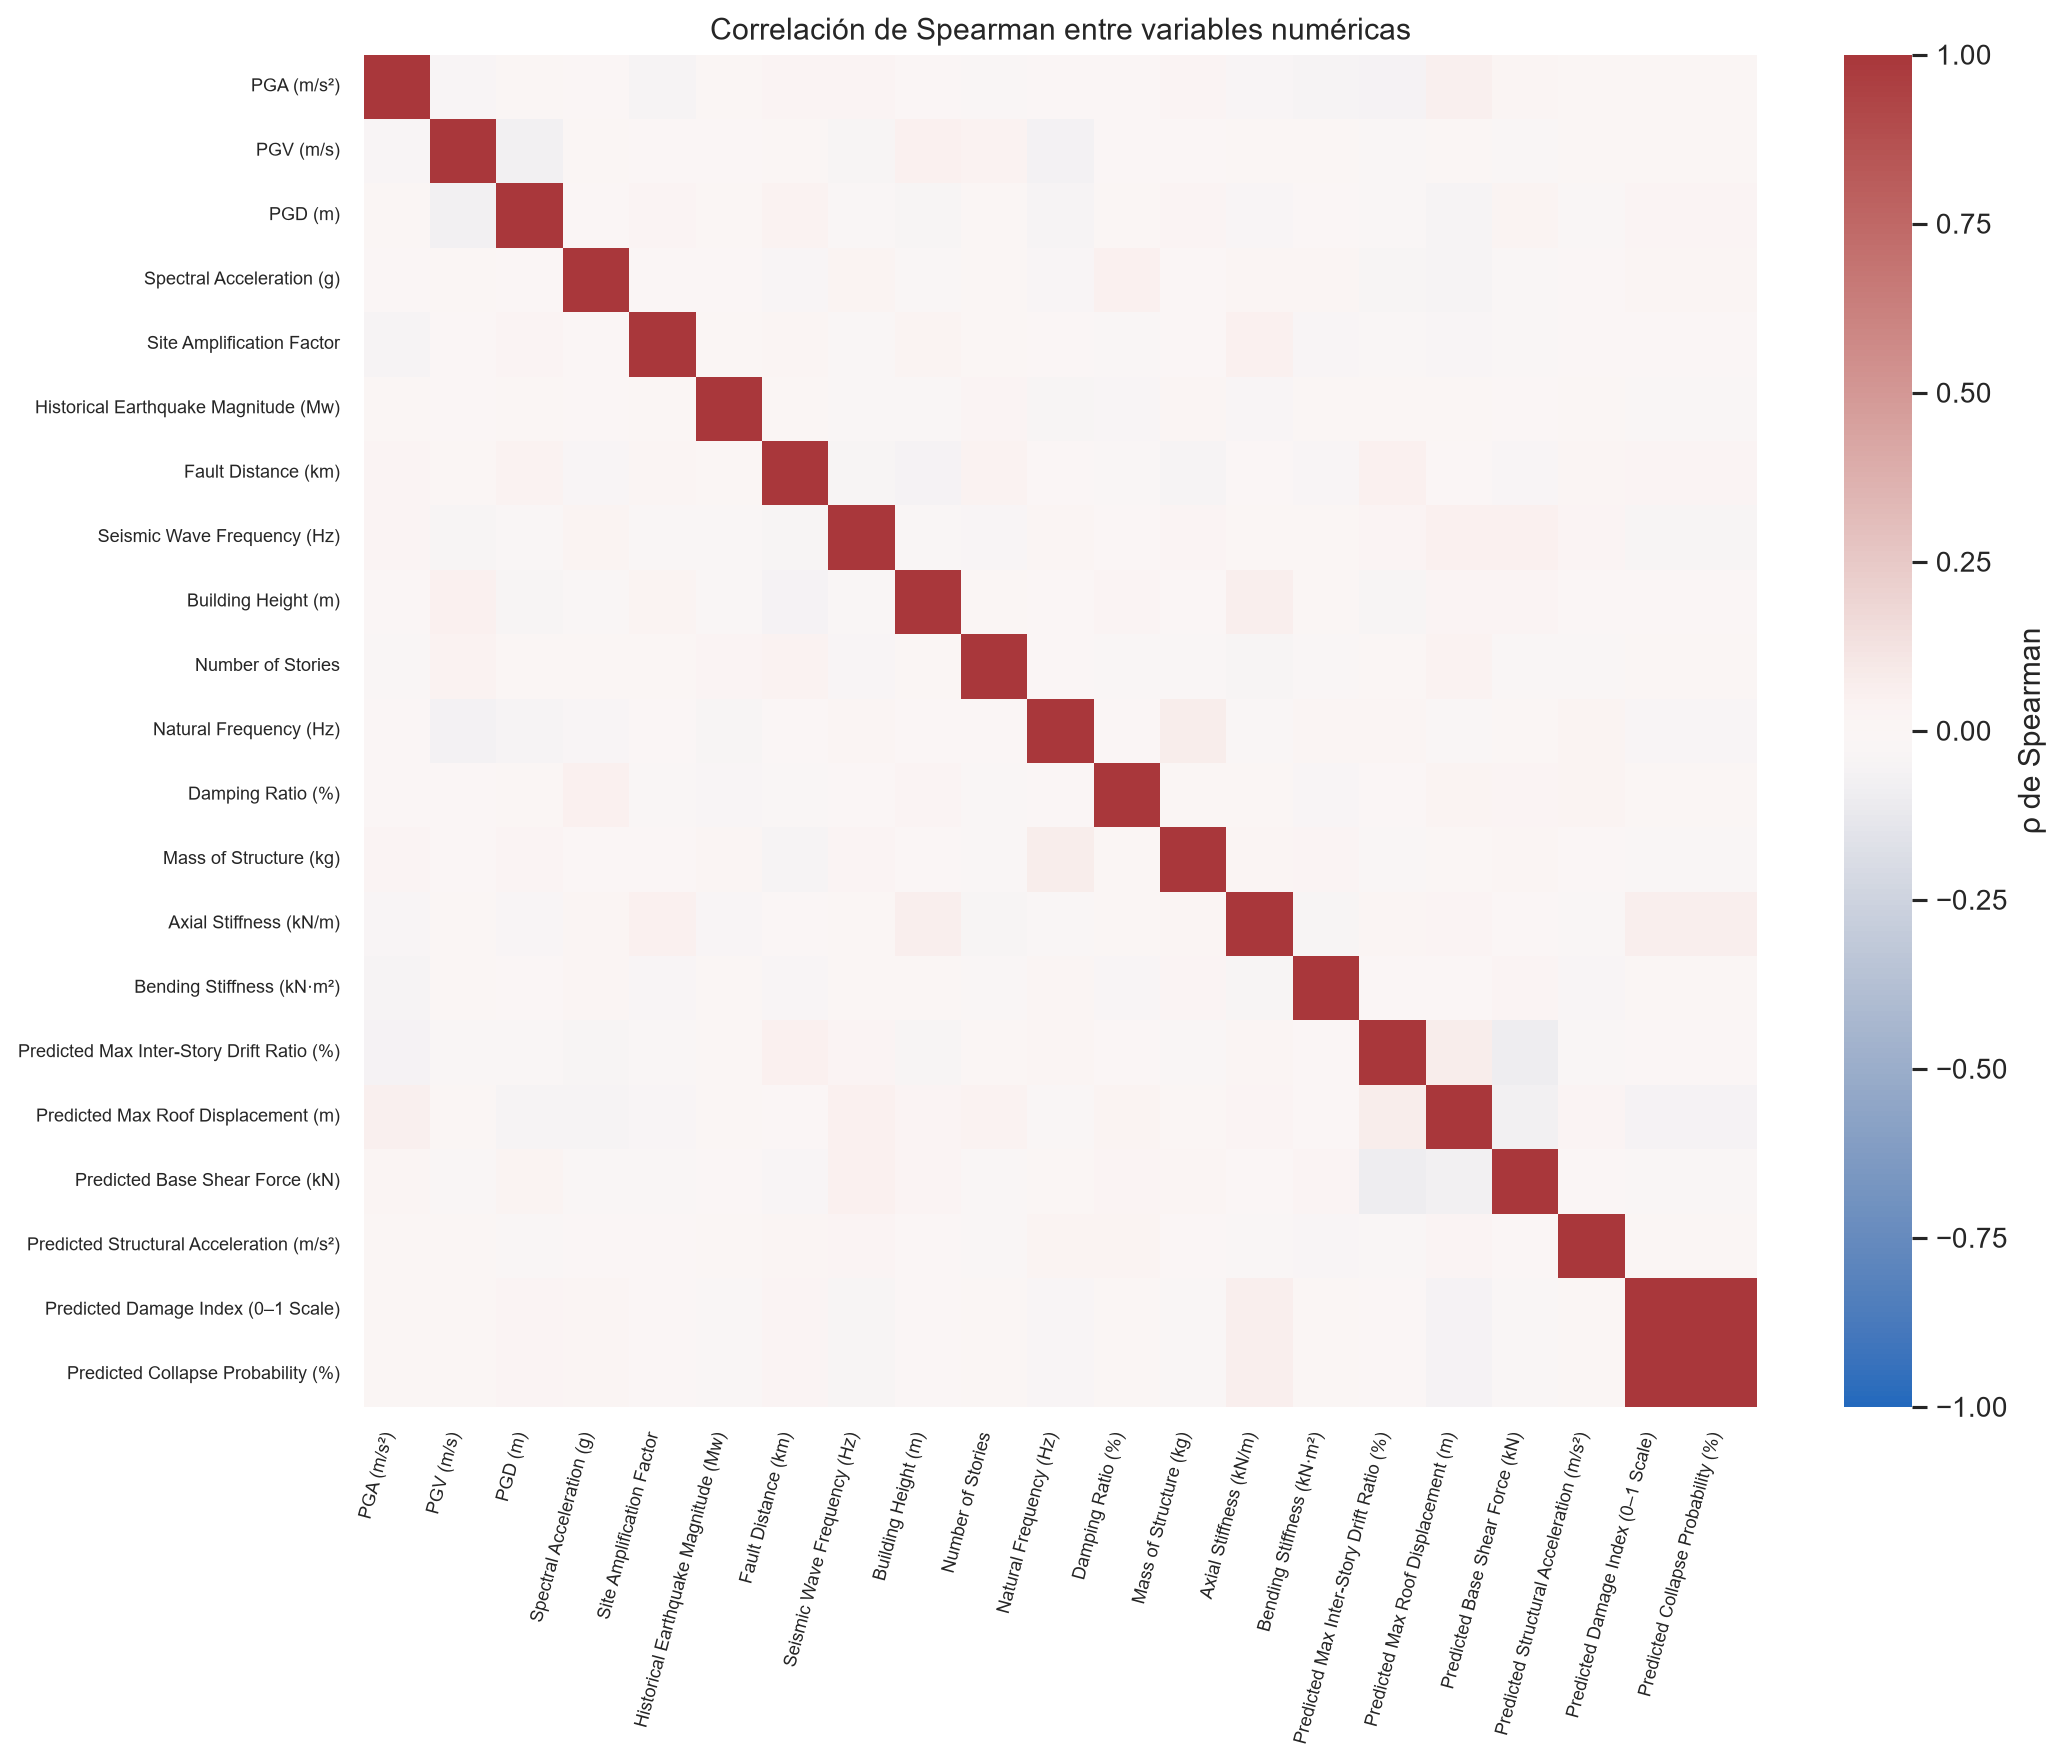 Correlación de Spearman entre variables numéricas
PGA (m/s²)
PGV (m/s)
PGD (m)
Spectral Acceleration (g)
Site Amplification Factor
Historical Earthquake Magnitude (Mw)
Fault Distance (km)
Seismic Wave Frequency (Hz)
Building Height (m)
Number of Stories
Natural Frequency (Hz)
Damping Ratio (%)
Mass of Structure (kg)
Axial Stiffness (kN/m)
Bending Stiffness (kN·m²)
Predicted Max Inter-Story Drift Ratio (%)
Predicted Max Roof Displacement (m)
Predicted Base Shear Force (kN)
Predicted Structural Acceleration (m/s²)
Predicted Damage Index (0–1 Scale)
Predicted Collapse Probability (%)
PGA (m/s²)
PGV (m/s)
PGD (m)
Spectral Acceleration (g)
Site Amplification Factor
Historical Earthquake Magnitude (Mw)
Fault Distance (km)
Seismic Wave Frequency (Hz)
Building Height (m)
Number of Stories
Natural Frequency (Hz)
Damping Ratio (%)
Mass of Structure (kg)
Axial Stiffness (kN/m)
Bending Stiffness (kN·m²)
Predicted Max Inter-Story Drift Ratio (%)
Predicted Max Roof Displacement (m)
Predicted Base Shear Force (kN)
Predicted Structural Acceleration (m/s²)
Predicted Damage Index (0–1 Scale)
Predicted Collapse Probability (%)
1.00
0.75
0.50
0.25
0.00
−0.25
−0.50
−0.75
−1.00
ρ de Spearman